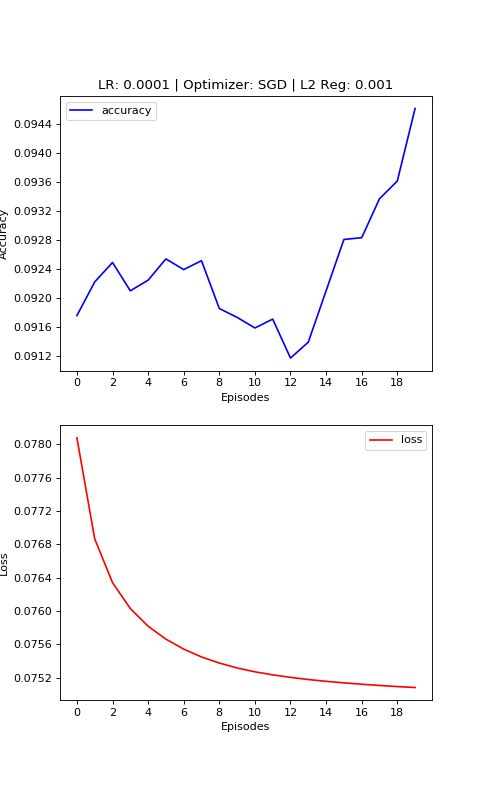 LR: 0.0001 | Optimizer: SGD | L2 Reg: 0.001
accuracy
0.0944
0.0940
0.0936
0.0932
0.0928
0.0924
0.0920
0.0916
0.0912
Accuracy
0 2 4 6 8 10 12 14 16 18
Episodes
loss
0.0780
0.0776
0.0772
0.0768
0.0764
0.0760
0.0756
0.0752
Loss
0 2 4 6 8 10 12 14 16 18
Episodes